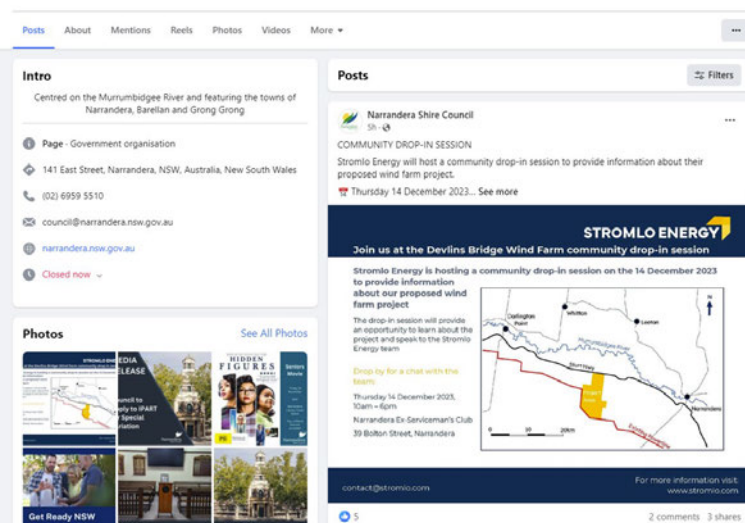 Posts About Mentions Reels Photos Videos More
Intro
Centred on the Murrumbidgee River and featuring the towns of
Narrandera, Barellan and Grong Grong
Page · Government organisation
141 East Street, Narrandera, NSW, Australia, New South Wales
(02) 6959 5510
council@narrandera.nsw.gov.au
narrandera.nsw.gov.au
Closed now
Photos
See All Photos
HIDDEN
FIGURES
Seniors
Movie
PG
Get Ready NSW
Posts
Filters
Narrandera Shire Council
5h
COMMUNITY DROP-IN SESSION
Stromlo Energy will host a community drop-in session to provide information about their
proposed wind farm project.
Thursday 14 December 2023... See more
STROMLO ENERGY
Join us at the Devlins Bridge Wind Farm community drop-in session
Stromlo Energy is hosting a community drop-in session on the 14 December 2023
to provide information
about our proposed wind
farm project
The drop-in session will provide
an opportunity to learn about the
project and speak to the Stromlo
Energy team
Drop by for a chat with the
team:
Thursday 14 December 2023,
10am – 6pm
Narrandera Ex-Serviceman's Club
39 Bolton Street, Narrandera
N
Darlington
Point
Whitton
Leeton
Murrumbidgee River
Sturt Hwy
Project
Area
Narrandera
0 10 20km
contact@stromlo.com
For more information visit:
www.stromlo.com
5
2 comments 3 shares